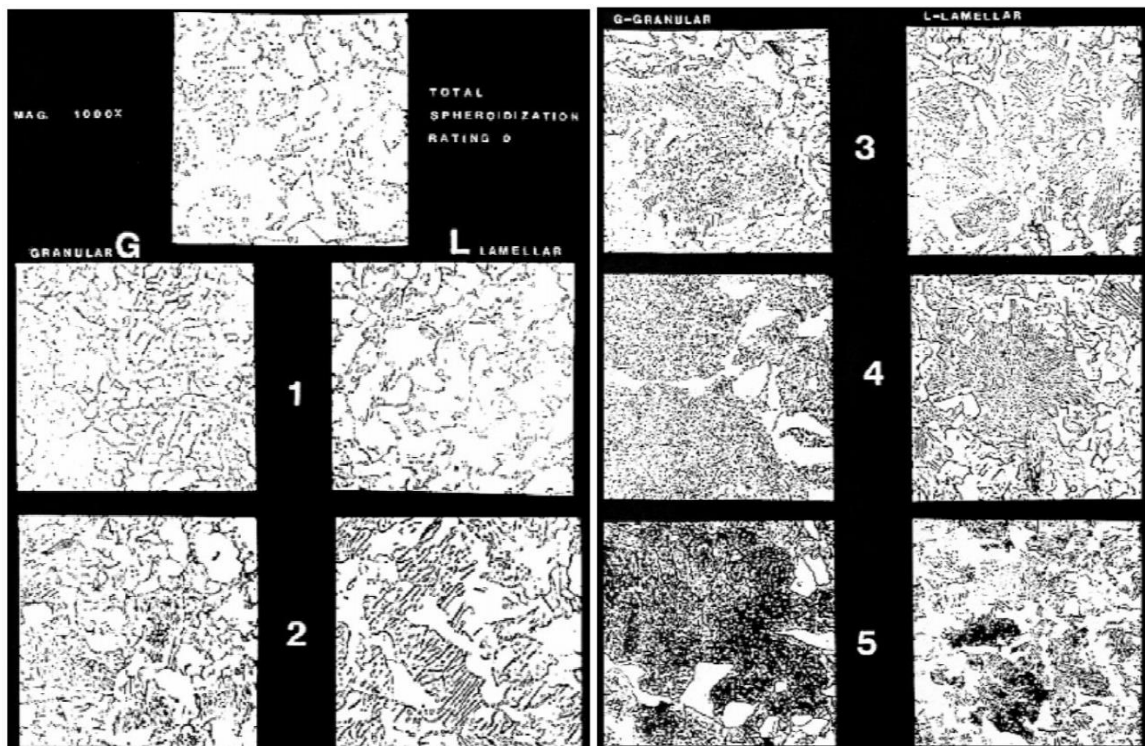 MAG. 1000X
TOTAL
SPHEROIDIZATION
RATING 0
GRANULAR G
L LAMELLAR
1
2
G-GRANULAR
L-LAMELLAR
3
4
5